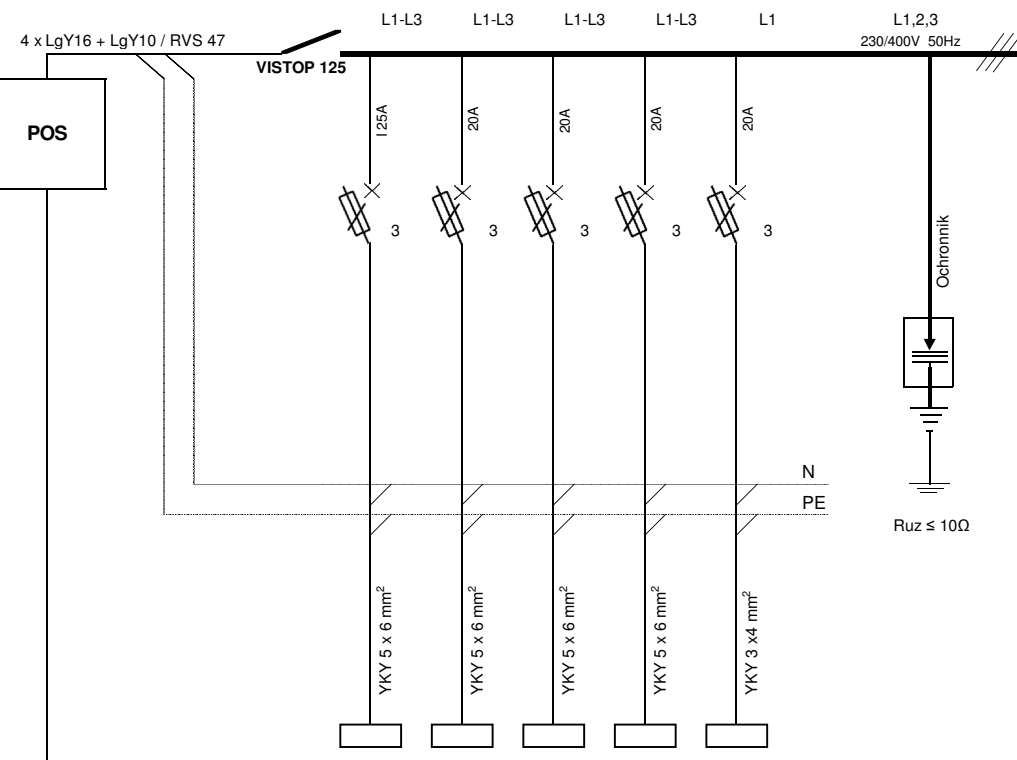 L1-L3
L1-L3
L1-L3
L1-L3
L1
L1,2,3
4 x LgY16 + LgY10 / RVS 47
230/400V 50Hz
VISTOP 125
POS
I 25A
20A
20A
20A
20A
3
3
3
3
3
Ochronnik
N
PE
Ruz ≤ 10Ω
YKY 5 x 6 mm²
YKY 5 x 6 mm²
YKY 5 x 6 mm²
YKY 5 x 6 mm²
YKY 3 x4 mm²